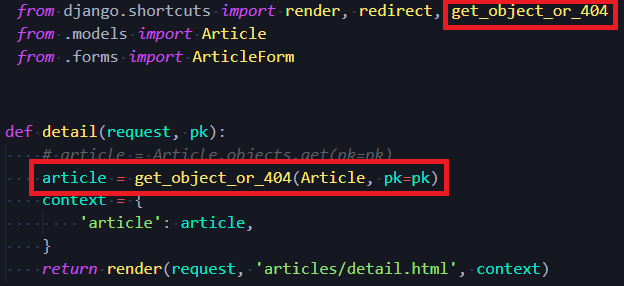 from django.shortcuts import render, redirect, get_object_or_404
from .models import Article
from .forms import ArticleForm
def detail(request, pk):
# article = Article.objects.get(pk=pk)
article = get_object_or_404(Article, pk=pk)
context = {
'article': article,
}
return render(request, 'articles/detail.html', context)